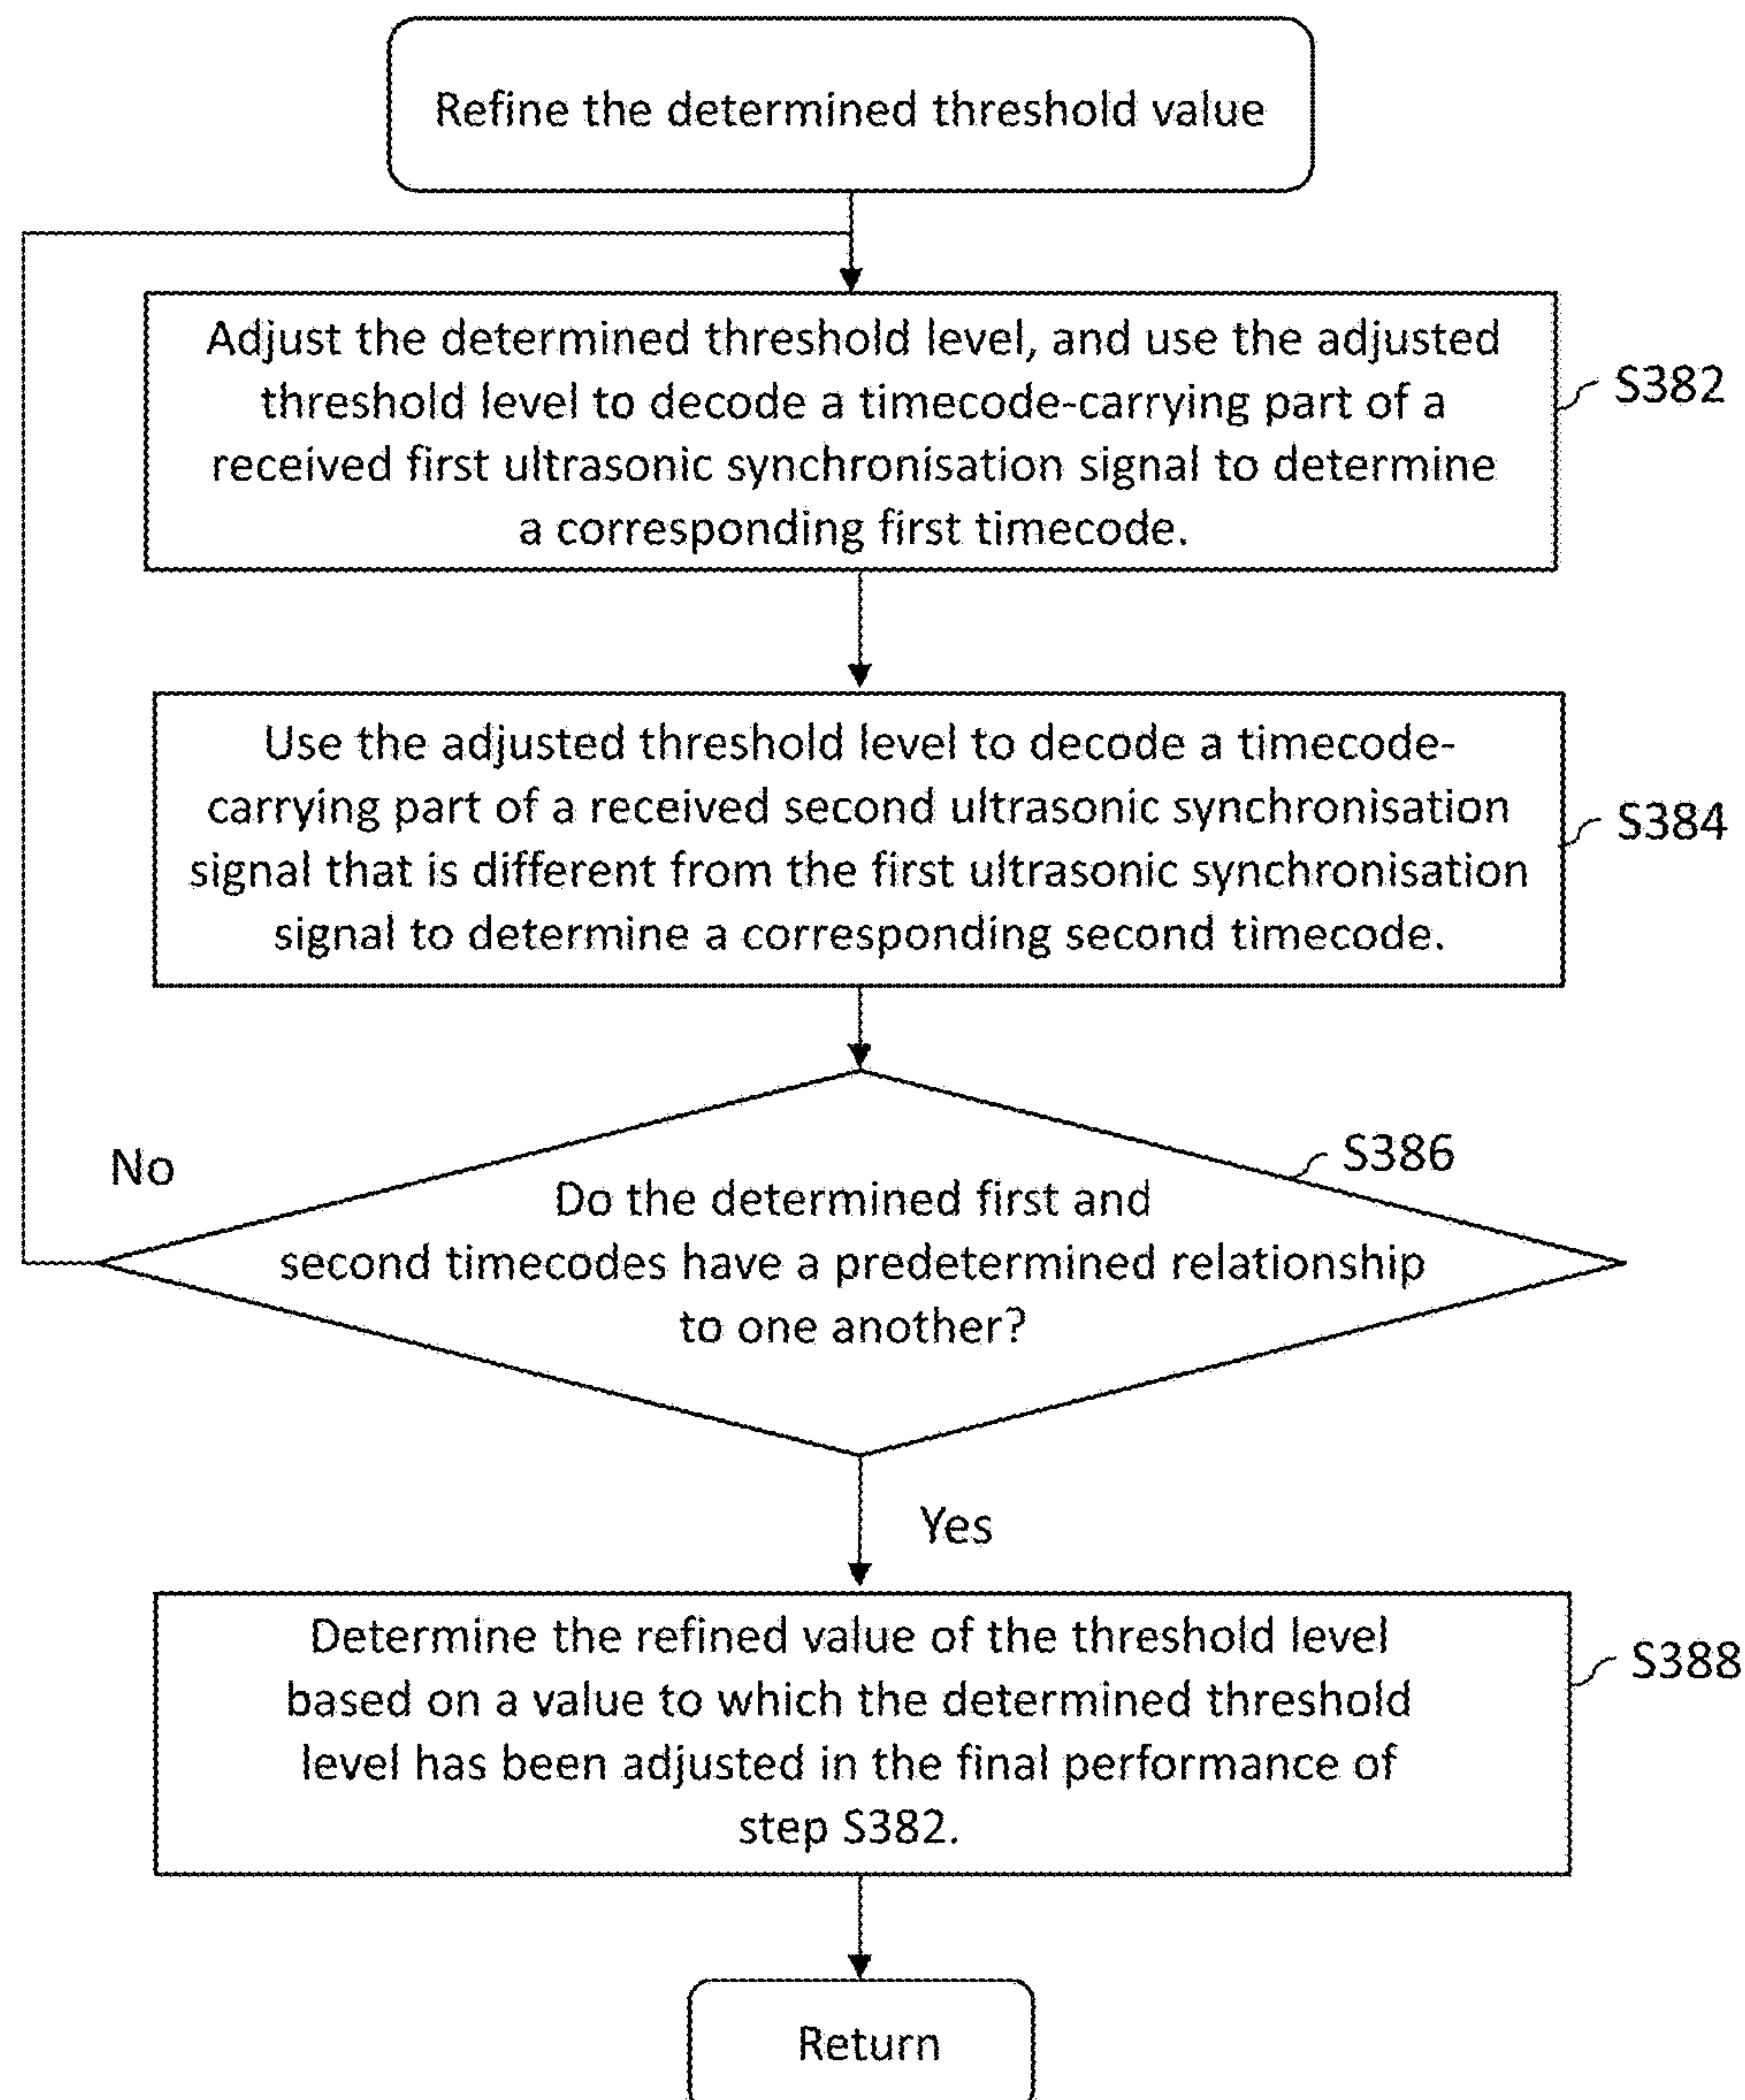 Refine the determined threshold value
Adjust the determined threshold level, and use the adjusted
threshold level to decode a timecode-carrying part of a
received first ultrasonic synchronisation signal to determine
a corresponding first timecode.
S382
Use the adjusted threshold level to decode a timecode-
carrying part of a received second ultrasonic synchronisation
signal that is different from the first ultrasonic synchronisation
signal to determine a corresponding second timecode.
S384
No
S386
Do the determined first and
second timecodes have a predetermined relationship
to one another?
Yes
Determine the refined value of the threshold level
based on a value to which the determined threshold
level has been adjusted in the final performance of
step S382.
S388
Return